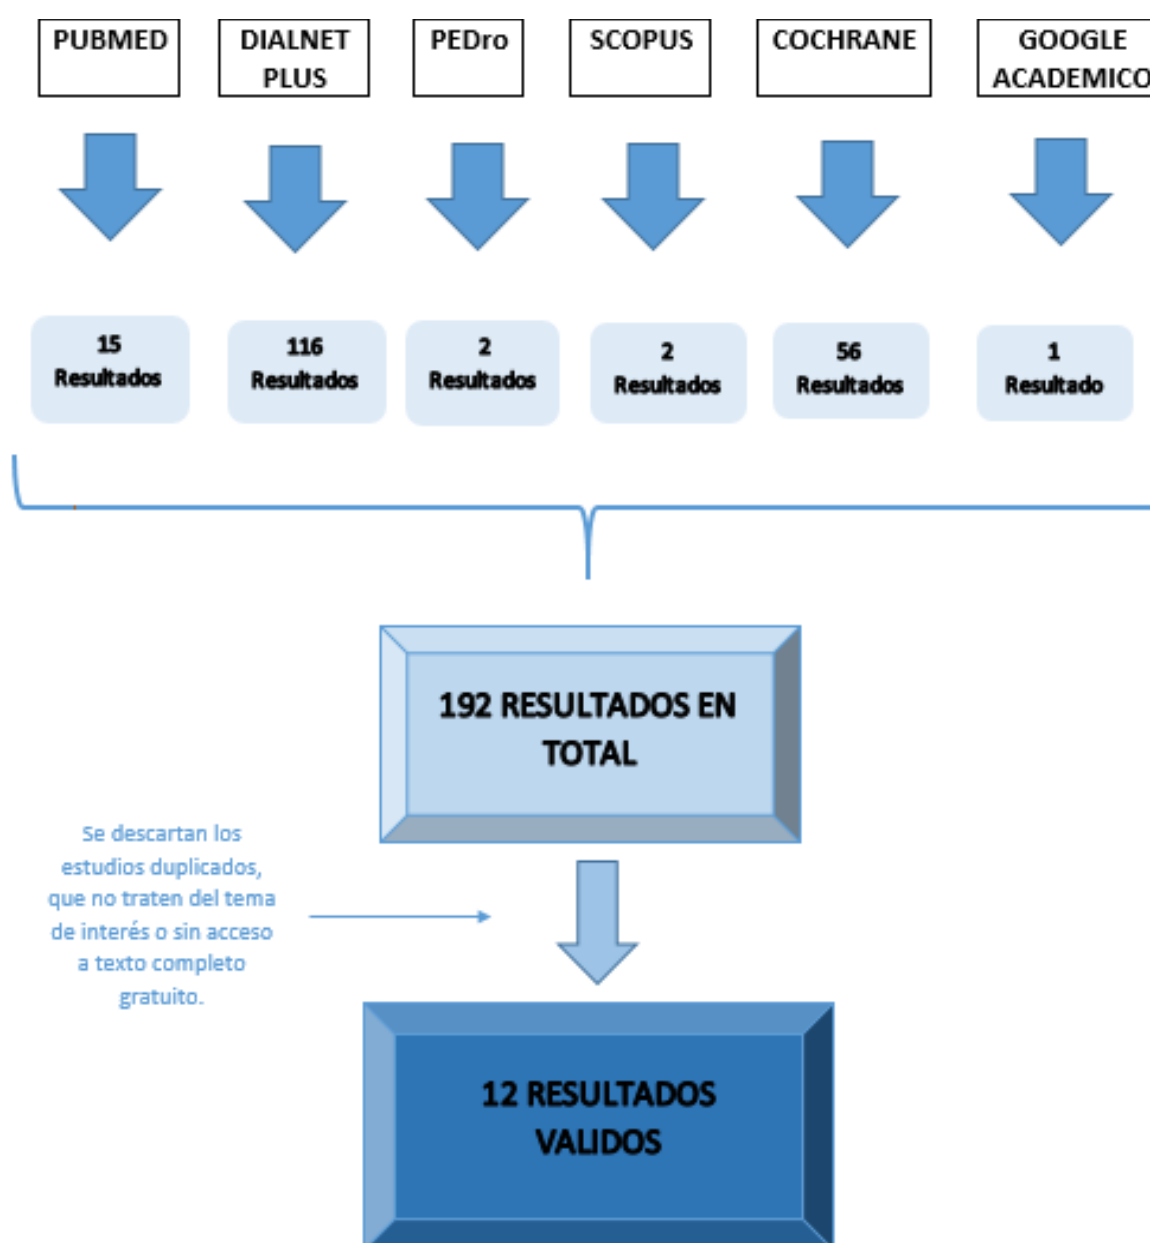 PUBMED
DIALNET
PLUS
PEDro
SCOPUS
COCHRANE
GOOGLE
ACADEMICO
15
Resultados
116
Resultados
2
Resultados
2
Resultados
56
Resultados
1
Resultado
192 RESULTADOS EN
TOTAL
Se descartan los
estudios duplicados,
que no traten del tema
de interés o sin acceso
a texto completo
gratuito.
12 RESULTADOS
VALIDOS